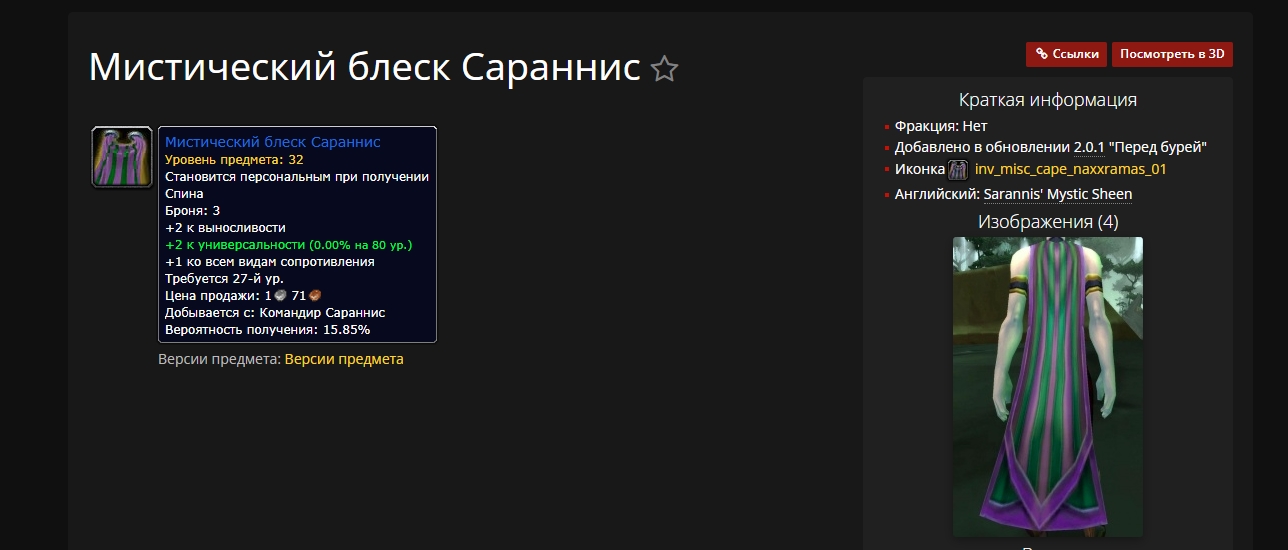 Ссылки
Посмотреть в 3D
Мистический блеск Сараннис
Мистический блеск Сараннис
Уровень предмета: 32
Становится персональным при получении
Спина
Броня: 3
+2 к выносливости
+2 к универсальности (0.00% на 80 ур.)
+1 ко всем видам сопротивления
Требуется 27-й ур.
Цена продажи: 1 71
Добывается с: Командир Сараннис
Вероятность получения: 15.85%
Версии предмета: Версии предмета
Краткая информация
Фракция: Нет
Добавлено в обновлении 2.0.1 "Перед бурей"
Иконка inv_misc_cape_naxxramas_01
Английский: Sarannis' Mystic Sheen
Изображения (4)